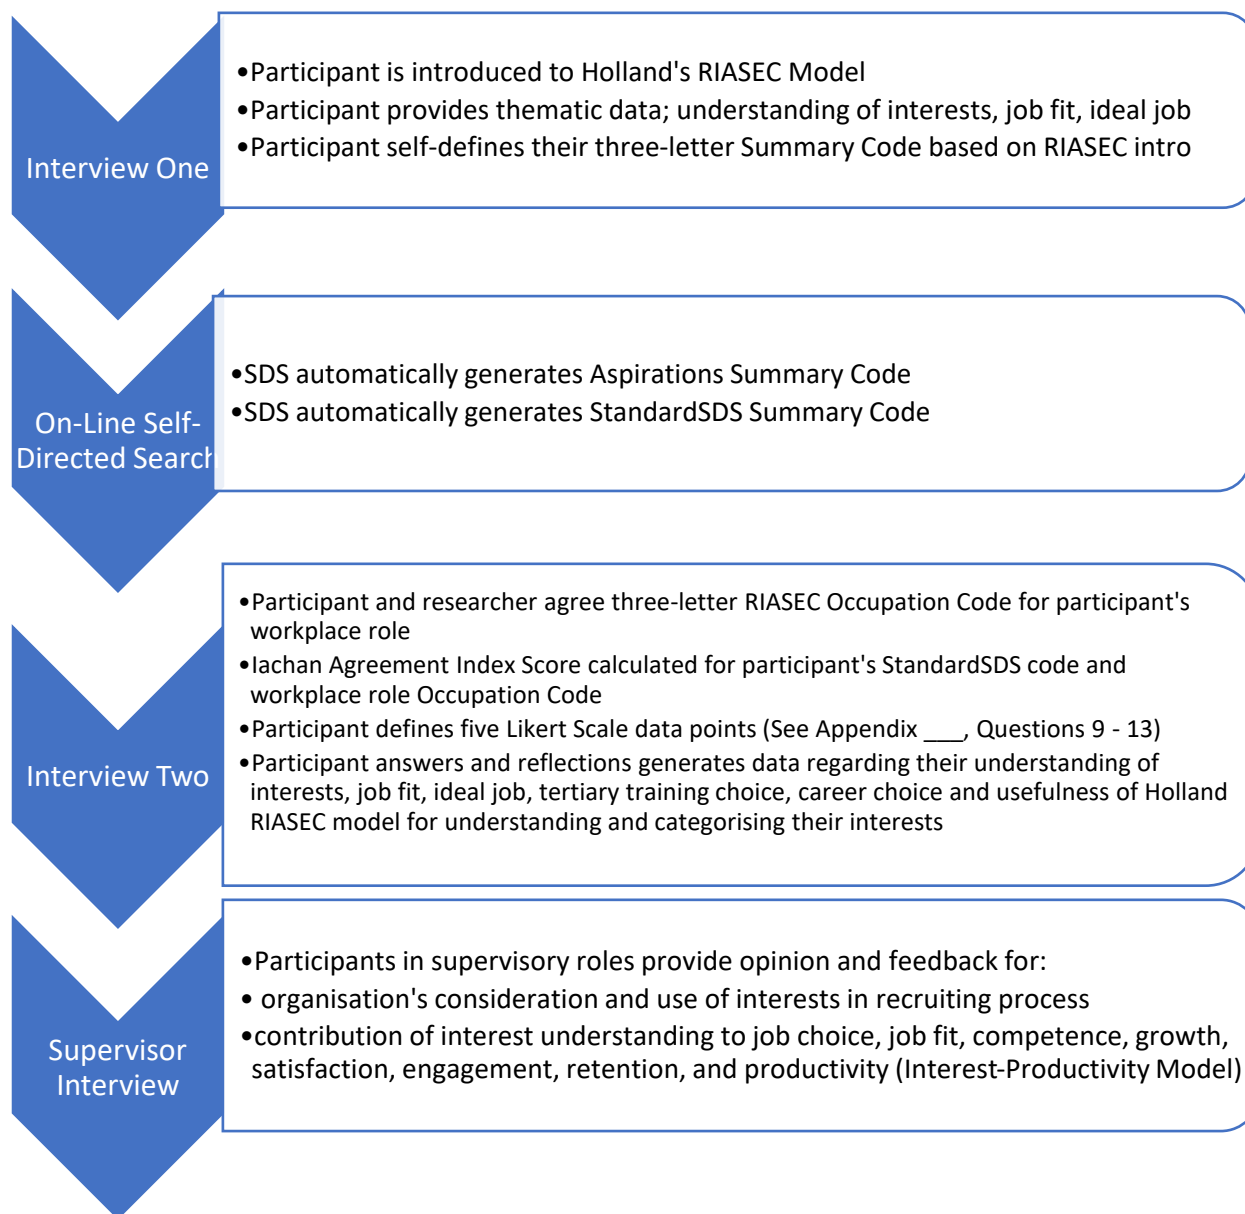 Interview One
•Participant is introduced to Holland's RIASEC Model
•Participant provides thematic data; understanding of interests, job fit, ideal job
•Participant self-defines their three-letter Summary Code based on RIASEC intro
On-Line Self-
Directed Search
•SDS automatically generates Aspirations Summary Code
•SDS automatically generates StandardSDS Summary Code
Interview Two
•Participant and researcher agree three-letter RIASEC Occupation Code for participant's
workplace role
•Iachan Agreement Index Score calculated for participant's StandardSDS code and
workplace role Occupation Code
•Participant defines five Likert Scale data points (See Appendix ___, Questions 9 - 13)
•Participant answers and reflections generates data regarding their understanding of
interests, job fit, ideal job, tertiary training choice, career choice and usefulness of Holland
RIASEC model for understanding and categorising their interests
Supervisor
Interview
•Participants in supervisory roles provide opinion and feedback for:
• organisation's consideration and use of interests in recruiting process
•contribution of interest understanding to job choice, job fit, competence, growth,
satisfaction, engagement, retention, and productivity (Interest-Productivity Model)